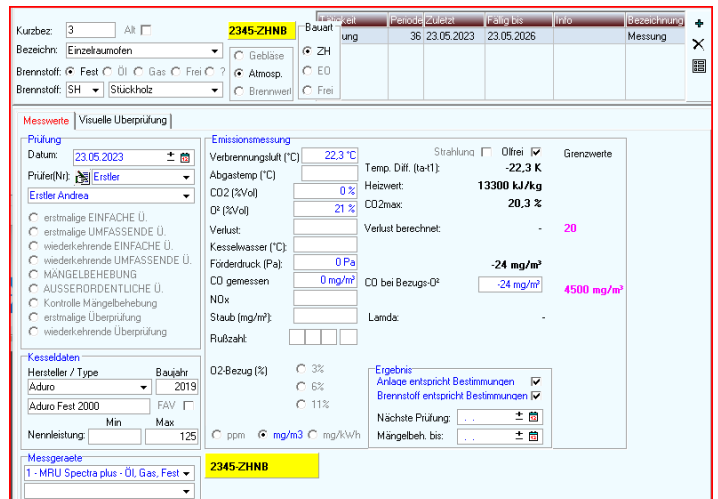 Kurzbez: 3 Alt
Bezeichn: Einzelraumofen
Brennstoff: Fest Öl Gas Frei ?
Brennstoff: SH Stückholz
2345-ZHNB
Gebläse
Atmosp.
Brennwert
Bauart
ZH
EO
Frei
Periode Zuletzt Fällig bis Info Bezeichnung
ung 36 23.05.2023 23.05.2026 Messung
Messwerte Visuelle Überprüfung
Prüfung
Datum: 23.05.2023
Prüfer(Nr): Erstler
Erstler Andrea
erstmalige EINFACHE Ü.
erstmalige UMFASSENDE Ü.
wiederkehrende EINFACHE Ü.
wiederkehrende UMFASSENDE Ü.
MÄNGELBEHEBUNG
AUSSERORDENTLICHE Ü.
Kontrolle Mängelbehebung
erstmalige Überprüfung
wiederkehrende Überprüfung
Kesseldaten
Hersteller / Type Baujahr
Aduro 2019
Aduro Fest 2000 FAV
Min Max
Nennleistung: 125
Messgeraete
1 - MRU Spectra plus - Öl, Gas, Fest
Emissionsmessung
Verbrennungsluft (°C) 22,3 °C
Abgastemp (°C)
CO2 (%Vol) 0 %
O² (%Vol) 21 %
Verlust:
Kesselwasser (°C):
Förderdruck (Pa): 0 Pa
CO gemessen 0 mg/m³
NOx
Staub (mg/m³):
Rußzahl:
O2-Bezug (%) 3%
6%
11%
ppm mg/m3 mg/kWh
Strahlung Ölfrei Grenzwerte
Temp. Diff. (ta-t1): -22,3 K
Heizwert: 13300 kJ/kg
CO2max: 20,3 %
Verlust berechnet: - 20
-24 mg/m³
CO bei Bezugs-O² -24 mg/m³ 4500 mg/m³
Lamda: -
Ergebnis
Anlage entspricht Bestimmungen
Brennstoff entspricht Bestimmungen
Nächste Prüfung: . .
Mängelbeh. bis: . .
2345-ZHNB